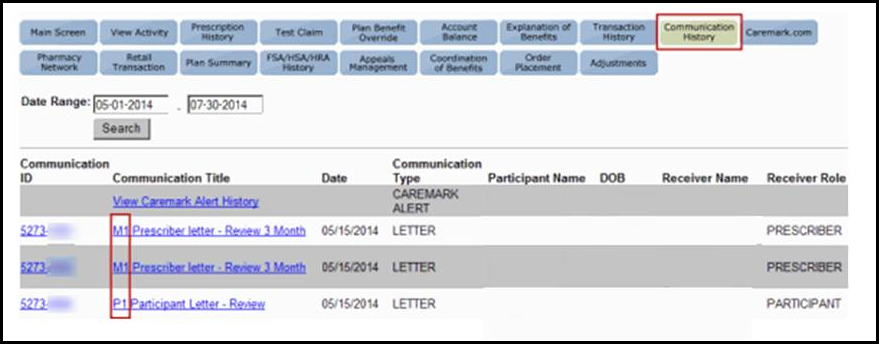 Main Screen View Activity Prescription History Test Claim Plan Benefit Override Account Balance Explanation of Benefits Transaction History Communication History Caremark.com
Pharmacy Network Retail Transaction Plan Summary FSA/HSA/HRA History Appeals Management Coordination of Benefits Order Placement Adjustments
Date Range: 05-01-2014 - 07-30-2014
Search
Communication ID Communication Title Date Communication Type Participant Name DOB Receiver Name Receiver Role
View Caremark Alert History CAREMARK ALERT
5273- M1 Prescriber letter - Review 3 Month 05/15/2014 LETTER PRESCRIBER
5273- M1 Prescriber letter - Review 3 Month 05/15/2014 LETTER PRESCRIBER
5273- P1 Participant Letter - Review 05/15/2014 LETTER PARTICIPANT